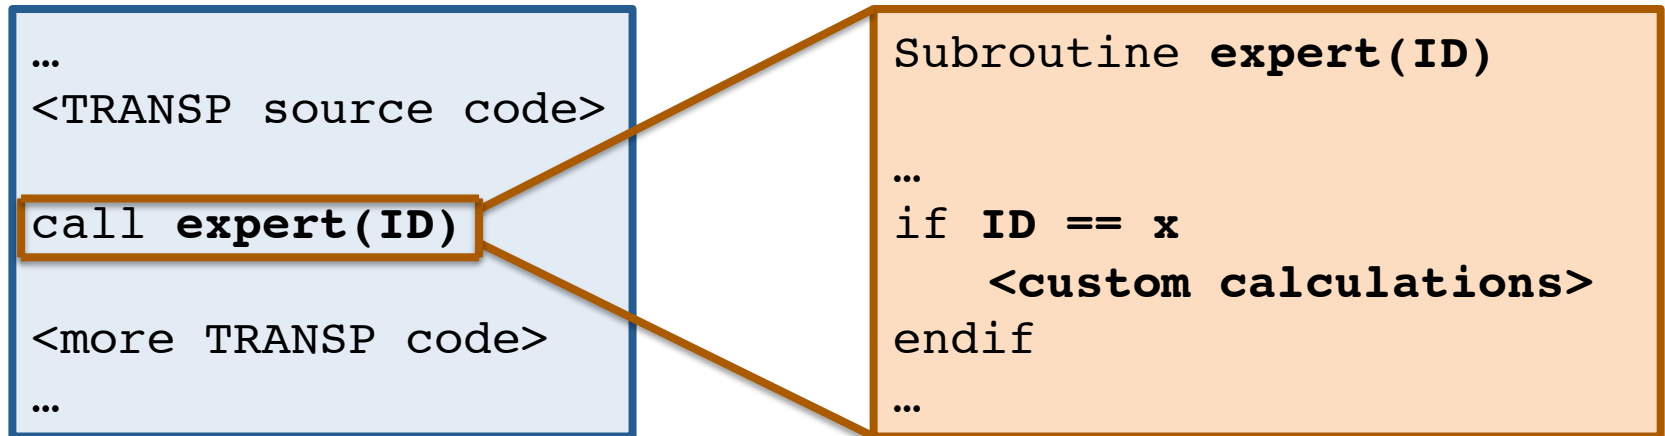 …
<TRANSP source code>
call expert(ID)
<more TRANSP code>
…
Subroutine expert(ID)
…
if ID == x
<custom calculations>
endif
…